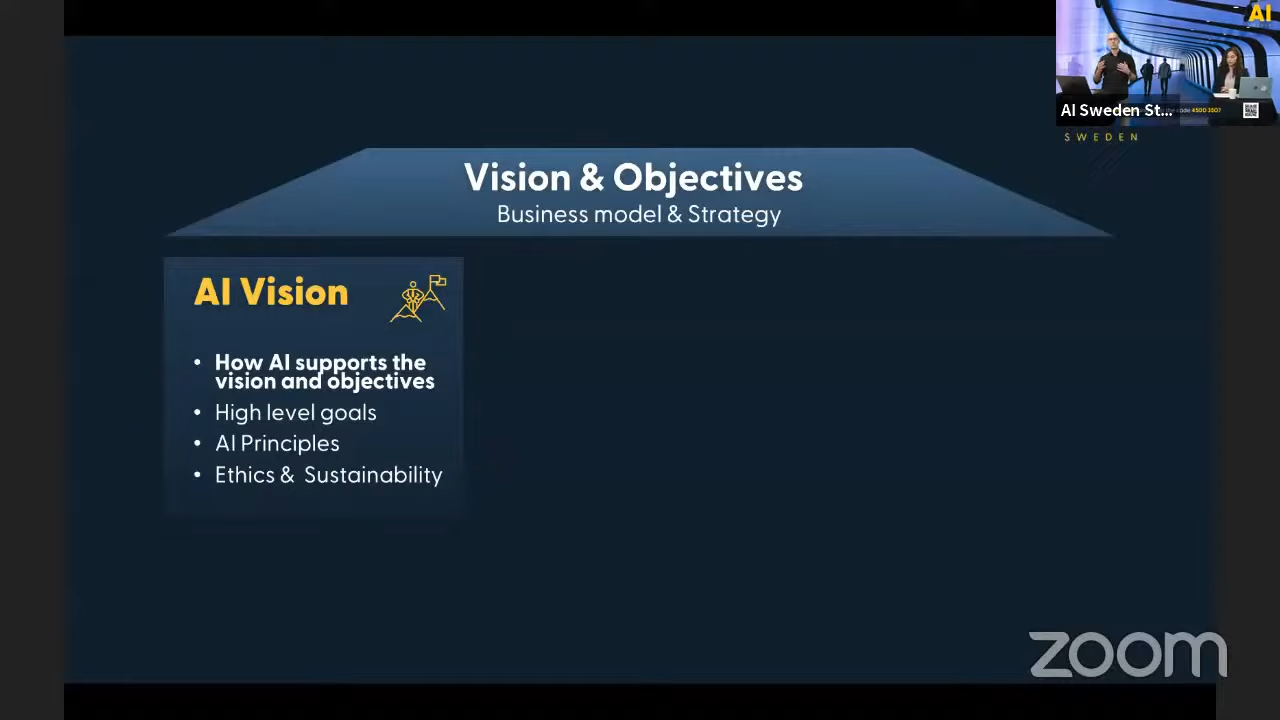 AI
AI Sweden St...
SWEDEN
Vision & Objectives
Business model & Strategy
AI Vision
• How AI supports the
vision and objectives
• High level goals
• AI Principles
• Ethics & Sustainability
zoom